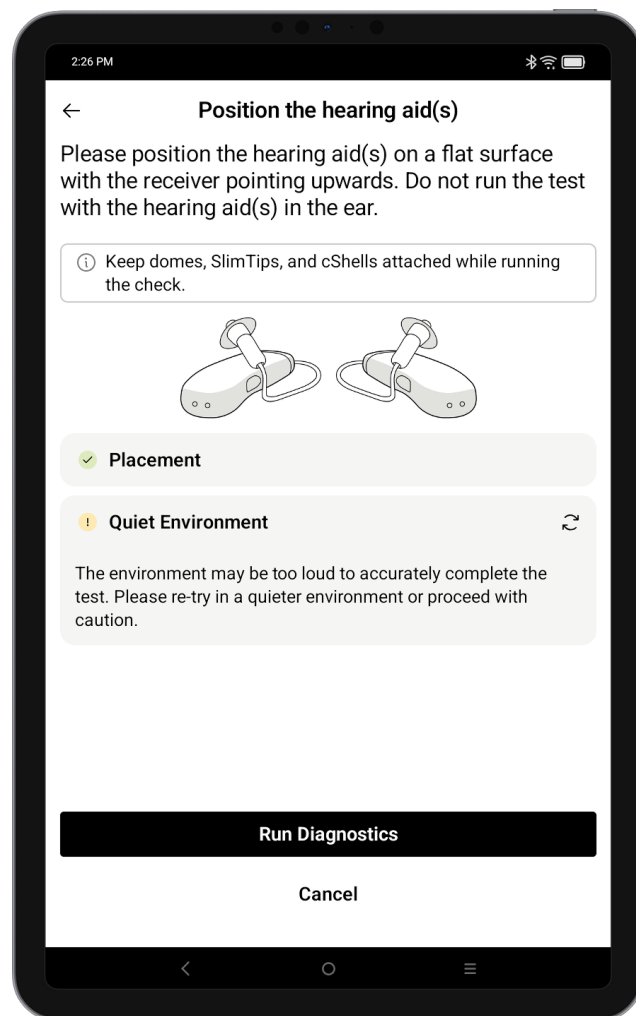 2:26 PM
Position the hearing aid(s)
Please position the hearing aid(s) on a flat surface
with the receiver pointing upwards. Do not run the test
with the hearing aid(s) in the ear.
Keep domes, SlimTips, and cShells attached while running
the check.
Placement
Quiet Environment
The environment may be too loud to accurately complete the
test. Please re-try in a quieter environment or proceed with
caution.
Run Diagnostics
Cancel